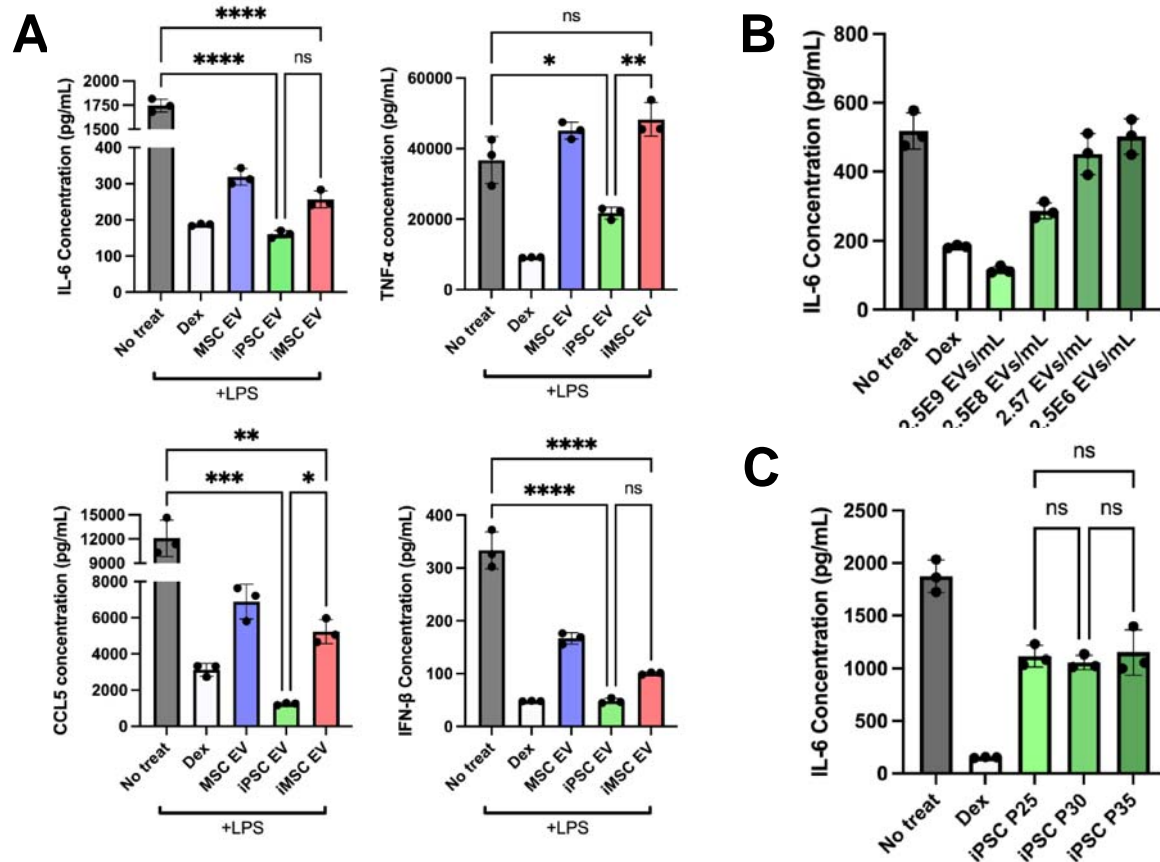 A
****
****
ns
IL-6 Concentration (pg/mL)
2000
1750
1500
400
300
200
100
0
No treat
Dex
MSC EV
iPSC EV
iMSC EV
+LPS
ns
*
**
TNF-α concentration (pg/mL)
60000
40000
20000
0
No treat
Dex
MSC EV
iPSC EV
iMSC EV
+LPS
B
IL-6 Concentration (pg/mL)
800
600
400
200
0
No treat
Dex
2.5E9 EVs/mL
2.5E8 EVs/mL
2.57 EVs/mL
2.5E6 EVs/mL
**
***
*
CCL5 concentration (pg/mL)
15000
12000
9000
8000
6000
4000
2000
0
No treat
Dex
MSC EV
iPSC EV
iMSC EV
+LPS
****
****
ns
IFN-β Concentration (pg/mL)
400
300
200
100
0
No treat
Dex
MSC EV
iPSC EV
iMSC EV
+LPS
C
ns
ns
ns
IL-6 Concentration (pg/mL)
2500
2000
1500
1000
500
0
No treat
Dex
iPSC P25
iPSC P30
iPSC P35